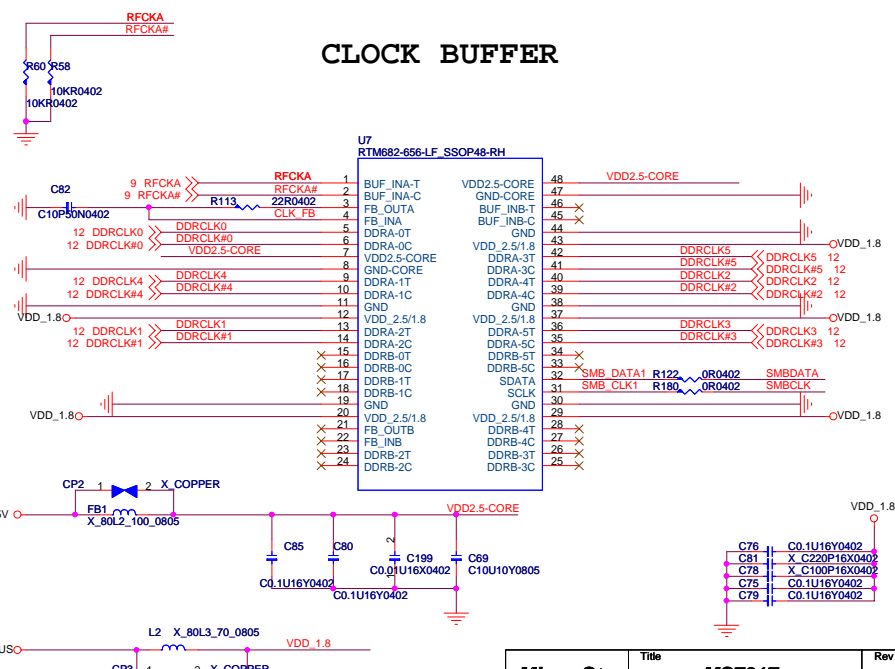 RFCKA
RFCKA#
CLOCK BUFFER
R60 R58
10KR0402
10KR0402
U7
RTM682-656-LF_SSOP48-RH
C82
C10P50N0402
9 RFCKA
9 RFCKA#
RFCKA
RFCKA#
R113 22R0402
CLK_FB
12 DDRCLK0 DDRCLK0
12 DDRCLK#0 DDRCLK#0
VDD2.5-CORE
12 DDRCLK4 DDRCLK4
12 DDRCLK#4 DDRCLK#4
VDD_1.8
12 DDRCLK1 DDRCLK1
12 DDRCLK#1 DDRCLK#1
VDD_1.8
1 BUF_INA-T VDD2.5-CORE 48 VDD2.5-CORE
2 BUF_INA-C GND-CORE 47
3 FB_OUTA BUF_INB-T 46
4 FB_INA BUF_INB-C 45
5 DDRA-0T GND 44
6 DDRA-0C VDD_2.5/1.8 43 VDD_1.8
7 VDD2.5-CORE DDRA-3T 42 DDRCLK5 DDRCLK5 12
8 GND-CORE DDRA-3C 41 DDRCLK#5 DDRCLK#5 12
9 DDRA-1T DDRA-4T 40 DDRCLK2 DDRCLK2 12
10 DDRA-1C DDRA-4C 39 DDRCLK#2 DDRCLK#2 12
11 GND GND 38
12 VDD_2.5/1.8 VDD_2.5/1.8 37 VDD_1.8
13 DDRA-2T DDRA-5T 36 DDRCLK3 DDRCLK3 12
14 DDRA-2C DDRA-5C 35 DDRCLK#3 DDRCLK#3 12
15 DDRB-0T DDRB-5T 34
16 DDRB-0C DDRB-5C 33
17 DDRB-1T SDATA 32 SMB_DATA1 R122 0R0402 SMBDATA
18 DDRB-1C SCLK 31 SMB_CLK1 R180 0R0402 SMBCLK
19 GND GND 30
20 VDD_2.5/1.8 VDD_2.5/1.8 29 VDD_1.8
21 FB_OUTB DDRB-4T 28
22 FB_INB DDRB-4C 27
23 DDRB-2T DDRB-3T 26
24 DDRB-2C DDRB-3C 25
CP2 1 2 X_COPPER
FB1
X_80L2_100_0805
VDD2.5-CORE
C85
C0.1U16Y0402
C80
C0.1U16Y0402
2
C199
C0.01U16X0402
1
C69
C10U10Y0805
VDD_1.8
C76 C0.1U16Y0402
C81 X_C220P16X0402
C78 X_C100P16X0402
C75 C0.1U16Y0402
C79 C0.1U16Y0402
L2 X_80L3_70_0805
VDD_1.8
CP3 1 2 X_COPPER
Title
Rev